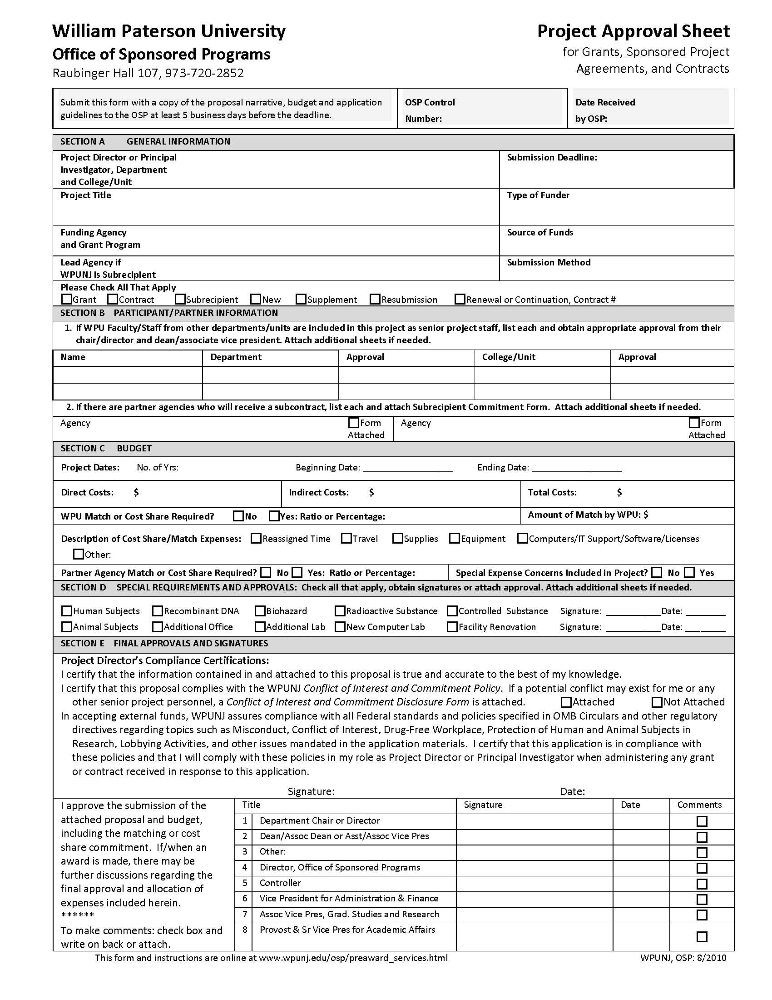 William Paterson University
Project Approval Sheet
Office of Sponsored Programs
for Grants, Sponsored Project
Raubinger Hall 107, 973-720-2852
Agreements, and Contracts
Submit this form with a copy of the proposal narrative, budget and application
guidelines to the OSP at least 5 business days before the deadline.
OSP Control
Number:
Date Received
by OSP:
SECTION A GENERAL INFORMATION
Project Director or Principal
Investigator, Department
and College/Unit
Submission Deadline:
Project Title
Type of Funder
Funding Agency
and Grant Program
Source of Funds
Lead Agency if
WPUNJ is Subrecipient
Submission Method
Please Check All That Apply
Grant Contract Subrecipient New Supplement Resubmission Renewal or Continuation, Contract #
SECTION B PARTICIPANT/PARTNER INFORMATION
1. If WPU Faculty/Staff from other departments/units are included in this project as senior project staff, list each and obtain appropriate approval from their
chair/director and dean/associate vice president. Attach additional sheets if needed.
Name Department Approval College/Unit Approval
2. If there are partner agencies who will receive a subcontract, list each and attach Subrecipient Commitment Form. Attach additional sheets if needed.
Agency Form Agency Form
Attached Attached
SECTION C BUDGET
Project Dates: No. of Yrs: Beginning Date: __________________ Ending Date: __________________
Direct Costs: $ Indirect Costs: $ Total Costs: $
WPU Match or Cost Share Required? No Yes: Ratio or Percentage: Amount of Match by WPU: $
Description of Cost Share/Match Expenses: Reassigned Time Travel Supplies Equipment Computers/IT Support/Software/Licenses
Other:
Partner Agency Match or Cost Share Required? No Yes: Ratio or Percentage: Special Expense Concerns Included in Project? No Yes
SECTION D SPECIAL REQUIREMENTS AND APPROVALS: Check all that apply, obtain signatures or attach approval. Attach additional sheets if needed.
Human Subjects Recombinant DNA Biohazard Radioactive Substance Controlled Substance Signature: ___________Date: ________
Animal Subjects Additional Office Additional Lab New Computer Lab Facility Renovation Signature: ___________Date: ________
SECTION E FINAL APPROVALS AND SIGNATURES
Project Director's Compliance Certifications:
I certify that the information contained in and attached to this proposal is true and accurate to the best of my knowledge.
I certify that this proposal complies with the WPUNJ Conflict of Interest and Commitment Policy. If a potential conflict may exist for me or any
other senior project personnel, a Conflict of Interest and Commitment Disclosure Form is attached. Attached Not Attached
In accepting external funds, WPUNJ assures compliance with all Federal standards and policies specified in OMB Circulars and other regulatory
directives regarding topics such as Misconduct, Conflict of Interest, Drug-Free Workplace, Protection of Human and Animal Subjects in
Research, Lobbying Activities, and other issues mandated in the application materials. I certify that this application is in compliance with
these policies and that I will comply with these policies in my role as Project Director or Principal Investigator when administering any grant
or contract received in response to this application.
Signature: Date:
I approve the submission of the
attached proposal and budget,
including the matching or cost
share commitment. If/when an
award is made, there may be
further discussions regarding the
final approval and allocation of
expenses included herein.
******
To make comments: check box and
write on back or attach.
Title Signature Date Comments
1 Department Chair or Director
2 Dean/Assoc Dean or Asst/Assoc Vice Pres
3 Other:
4 Director, Office of Sponsored Programs
5 Controller
6 Vice President for Administration & Finance
7 Assoc Vice Pres, Grad. Studies and Research
8 Provost & Sr Vice Pres for Academic Affairs
This form and instructions are online at www.wpunj.edu/osp/preaward_services.html
WPUNJ, OSP: 8/2010